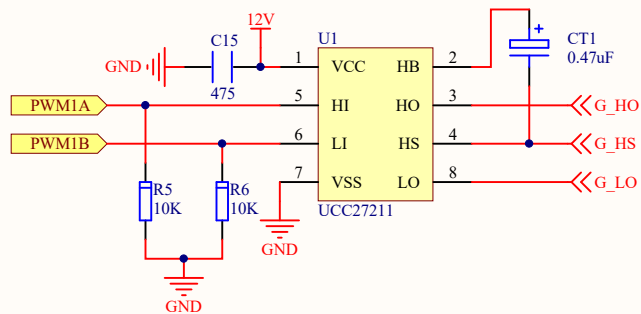 12V
U1
C15
CT1
GND
1 VCC HB 2
0.47uF
475
PWM1A
5 HI HO 3
G_HO
PWM1B
6 LI HS 4
G_HS
7 VSS LO 8
G_LO
R5
R6
10K
10K
UCC27211
GND
GND